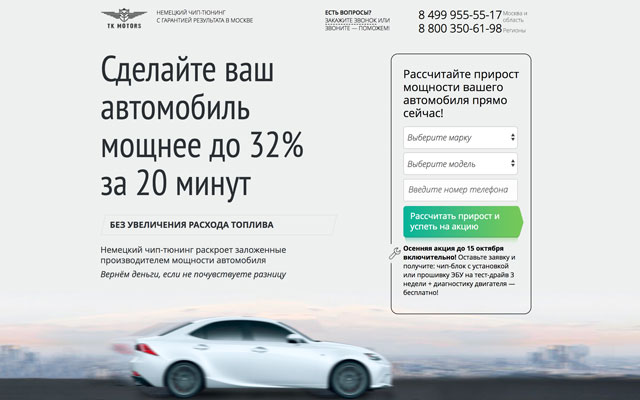 TK MOTORS
НЕМЕЦКИЙ ЧИП-ТЮНИНГ
С ГАРАНТИЕЙ РЕЗУЛЬТАТА В МОСКВЕ
ЕСТЬ ВОПРОСЫ?
ЗАКАЖИТЕ ЗВОНОК ИЛИ
ЗВОНИТЕ — ПОМОЖЕМ!
8 499 955-55-17 Москва и область
8 800 350-61-98 Регионы
Сделайте ваш
автомобиль
мощнее до 32%
за 20 минут
БЕЗ УВЕЛИЧЕНИЯ РАСХОДА ТОПЛИВА
Немецкий чип-тюнинг раскроет заложенные
производителем мощности автомобиля
Вернём деньги, если не почувствуете разницу
Рассчитайте прирост
мощности вашего
автомобиля прямо
сейчас!
Выберите марку
Выберите модель
Введите номер телефона
Рассчитать прирост и
успеть на акцию
Осенняя акция до 15 октября
включительно! Оставьте заявку и
получите: чип-блок с установкой
или прошивку ЭБУ на тест-драйв 3
недели + диагностику двигателя —
бесплатно!